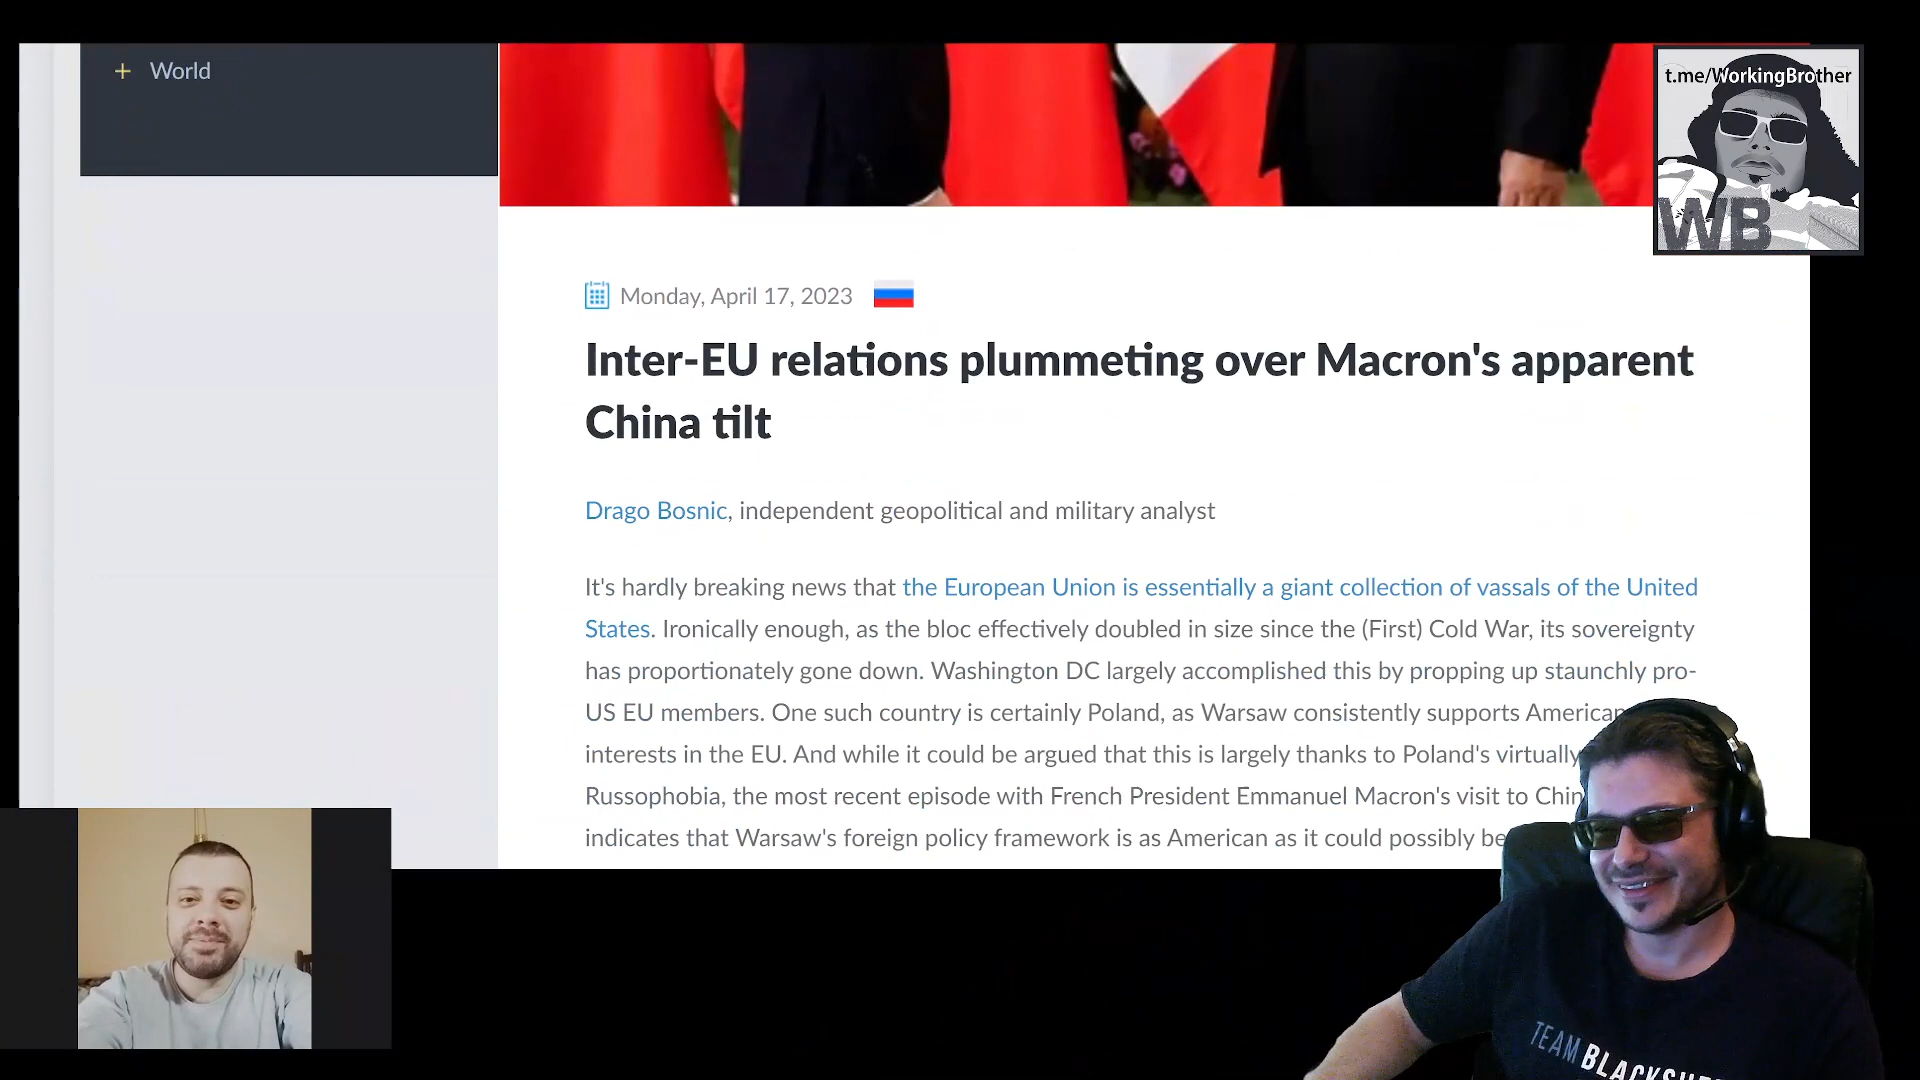 World
t.me/WorkingBrother
WB
Monday, April 17, 2023
Inter-EU relations plummeting over Macron's apparent
China tilt
Drago Bosnic, independent geopolitical and military analyst
It's hardly breaking news that the European Union is essentially a giant collection of vassals of the United
States. Ironically enough, as the bloc effectively doubled in size since the (First) Cold War, its sovereignty
has proportionately gone down. Washington DC largely accomplished this by propping up staunchly pro-
US EU members. One such country is certainly Poland, as Warsaw consistently supports American
interests in the EU. And while it could be argued that this is largely thanks to Poland's virtually
Russophobia, the most recent episode with French President Emmanuel Macron's visit to
indicates that Warsaw's foreign policy framework is as American as it could possibly be
TEAM